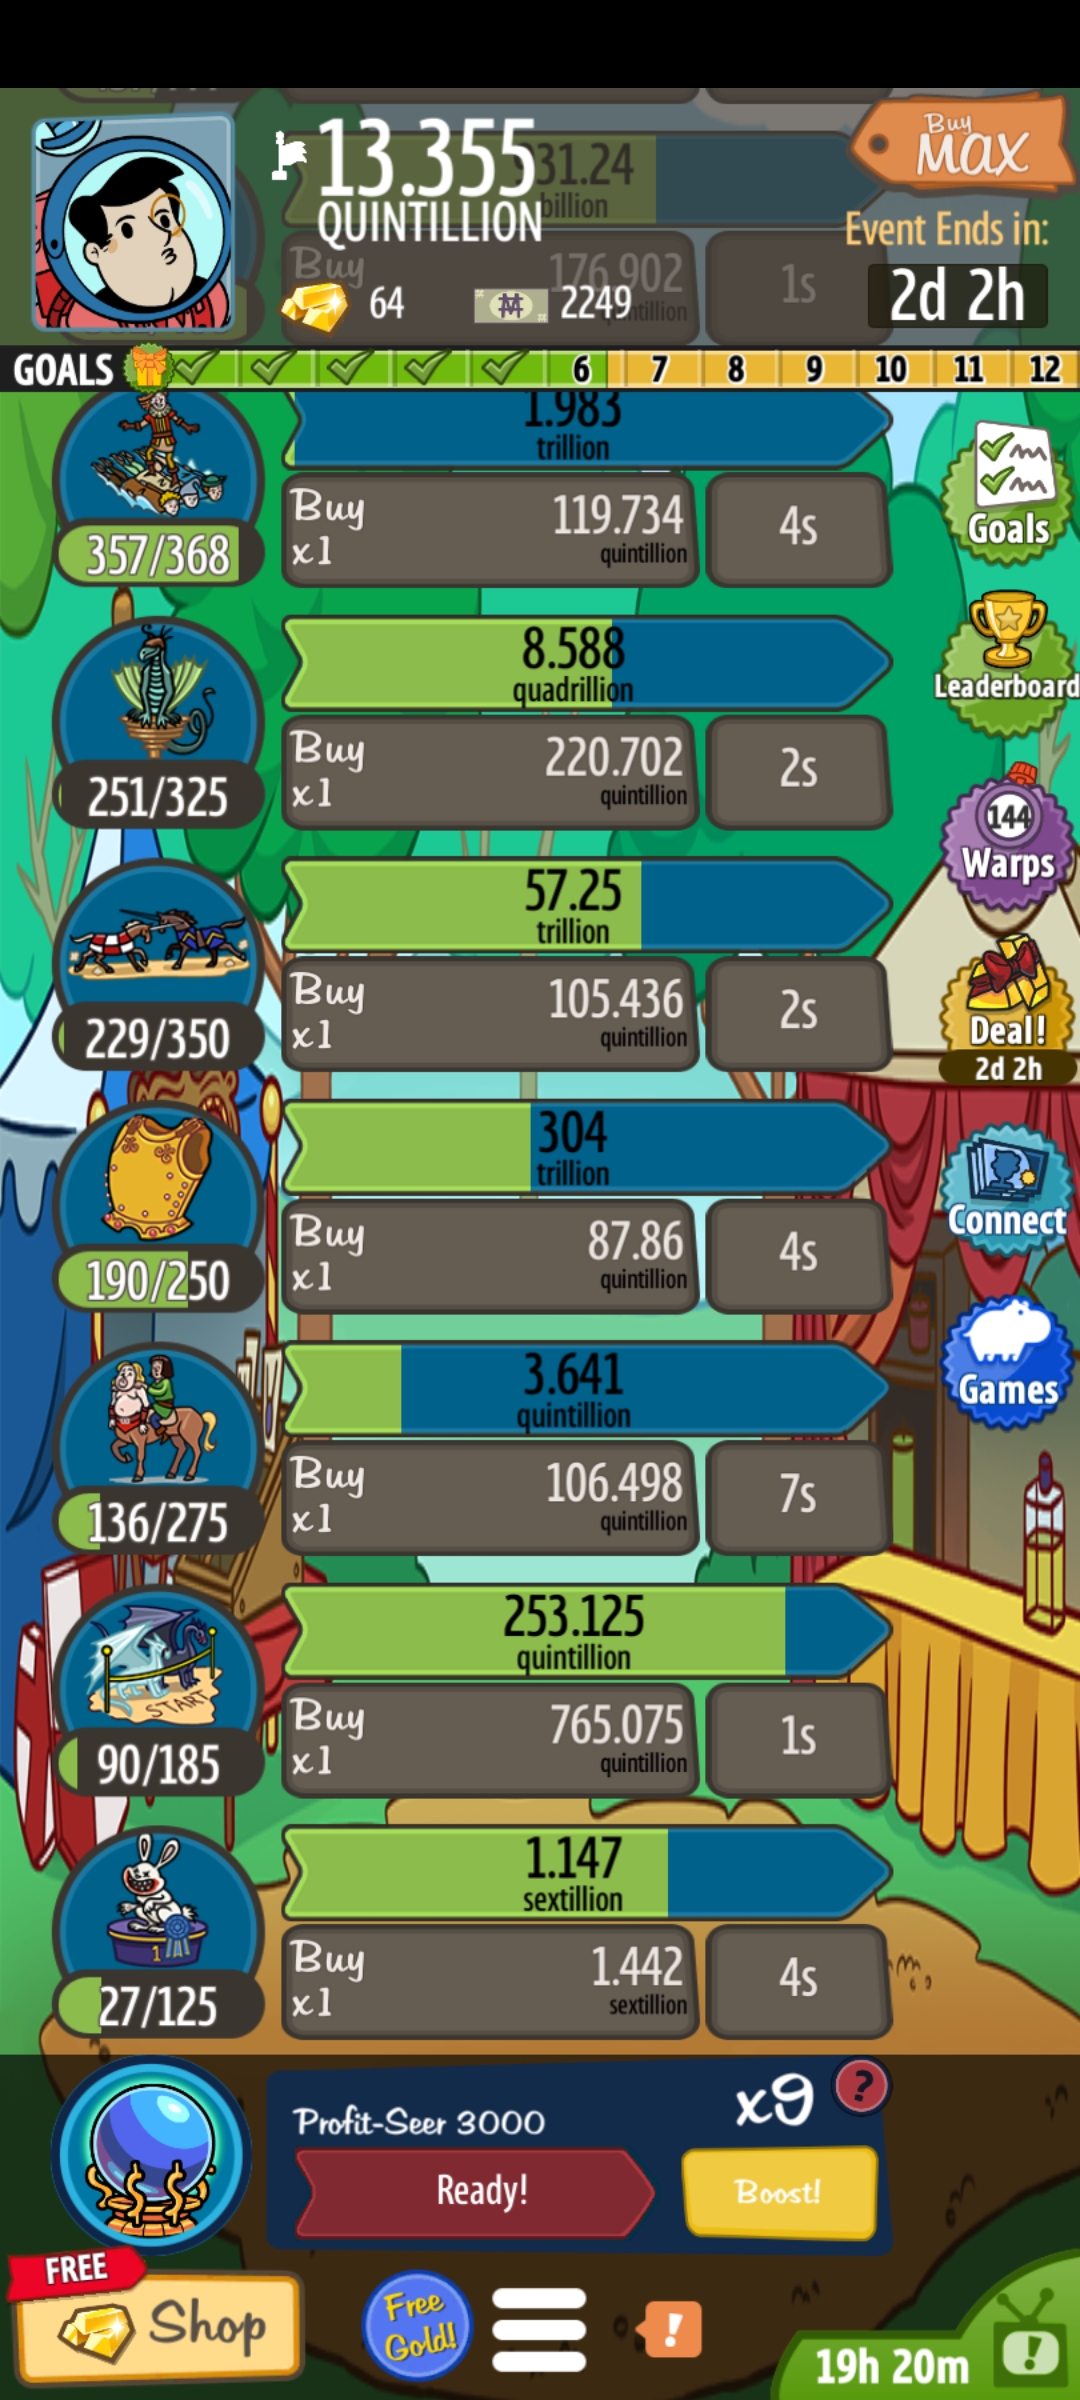 13.355
QUINTILLION
31.24
billion
Buy
MAX
Event Ends in:
2d 2h
Buy
176.902
1s
64
2249
GOALS
6 7 8 9 10 11 12
1.983
trillion
Buy
x1
119.734
quintillion
4s
357/368
Goals
8.588
quadrillion
Buy
x1
220.702
quintillion
2s
251/325
Leaderboard
144
Warps
57.25
trillion
Buy
x1
105.436
quintillion
2s
229/350
Deal!
2d 2h
304
trillion
Buy
x1
87.86
quintillion
4s
190/250
Connect
3.641
quintillion
Buy
x1
106.498
quintillion
7s
136/275
Games
253.125
quintillion
Buy
x1
765.075
quintillion
1s
START
90/185
1.147
sextillion
Buy
x1
1.442
sextillion
4s
1
27/125
Profit-Seer 3000
x9
?
Ready!
Boost!
FREE
Shop
Free
Gold!
!
19h 20m
!